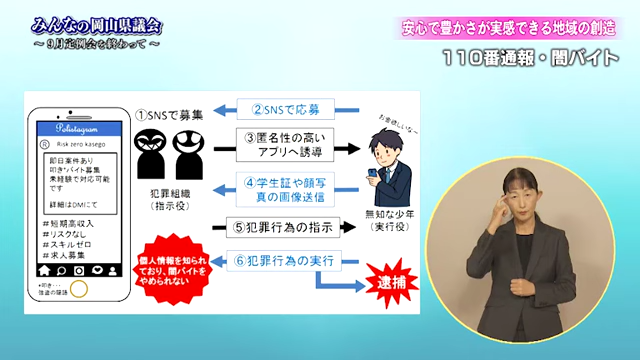 みんなの岡山県議会
～9月定例会を終わって～
安心で豊かさが実感できる地域の創造
110番通報・闇バイト
Polistagram
R
Risk zero kasego
即日案件あり
叩き*バイト募集
未経験で対応可能
です
詳細はDMにて
#短期高収入
#リスクなし
#スキルゼロ
#求人募集
*叩き・・・
強盗の隠語
①SNSで募集
犯罪組織
(指示役)
②SNSで応募
③匿名性の高い
アプリへ誘導
④学生証や顔写
真の画像送信
⑤犯罪行為の指示
⑥犯罪行為の実行
お金欲しいな～
無知な少年
(実行役)
個人情報を知られ
ており、闇バイトを
やめられない
逮捕